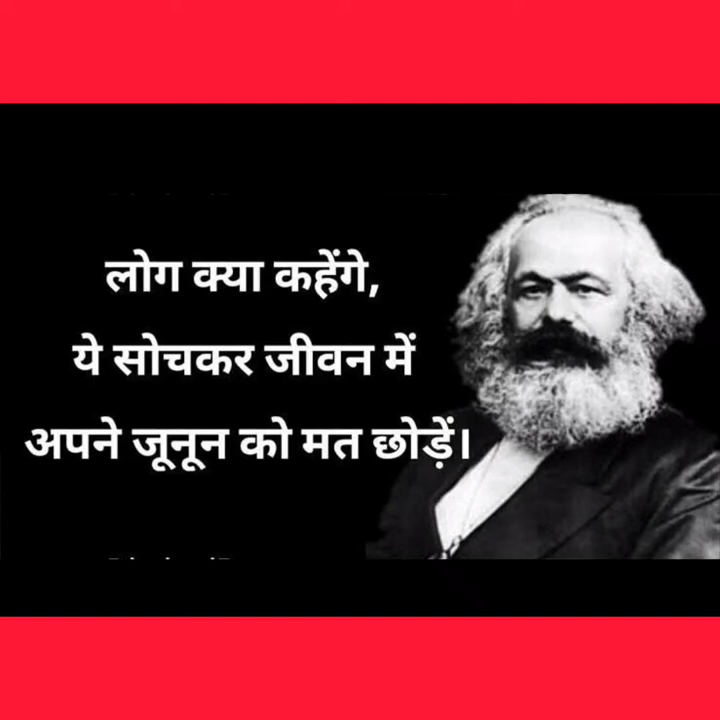 लोग क्या कहेंगे,
ये सोचकर जीवन में
अपने जूनून को मत छोड़ें।